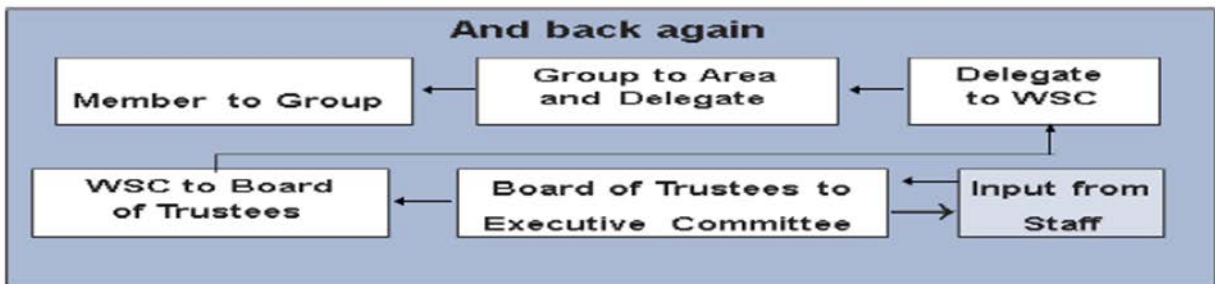 And back again
Member to Group
Group to Area
and Delegate
Delegate
to WSC
WSC to Board
of Trustees
Board of Trustees to
Executive Committee
Input from
Staff